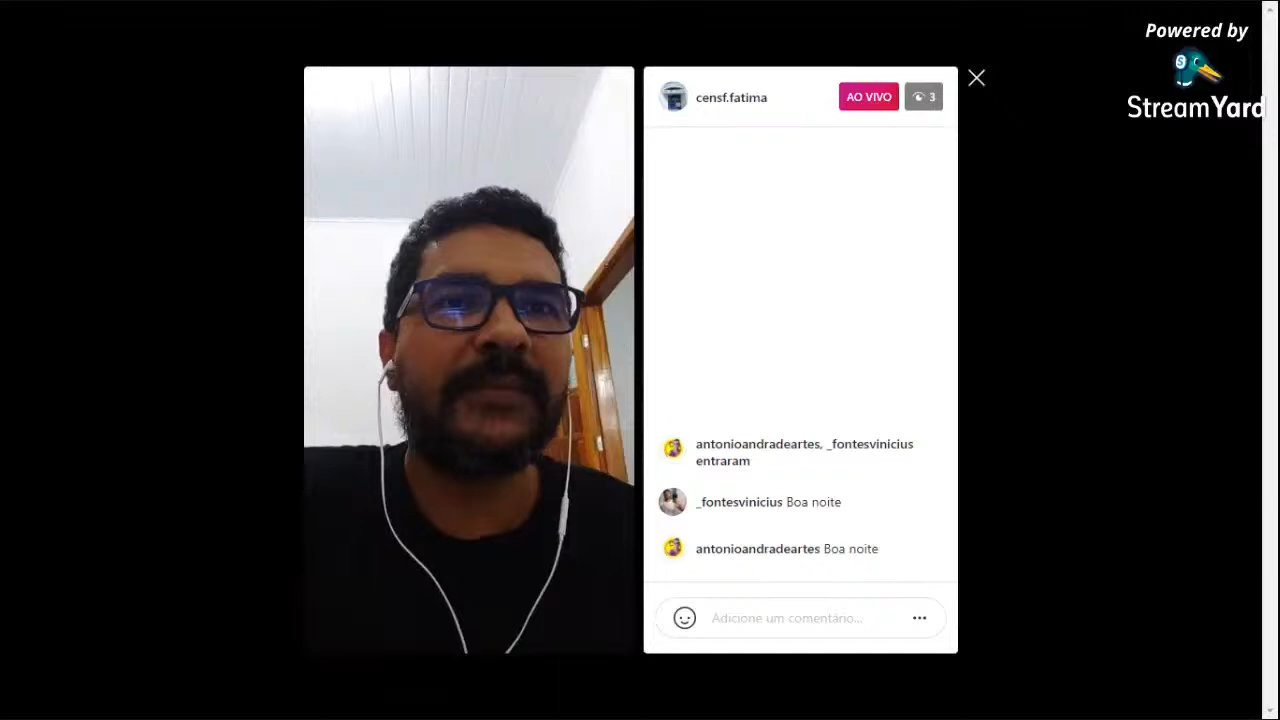 Powered by
StreamYard
censf.fatima
AO VIVO
3
antonioandradeartes, _fontesvinicius
entraram
_fontesvinicius Boa noite
antonioandradeartes Boa noite
Adicione um comentário...